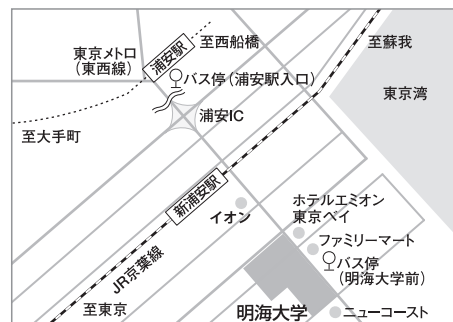 東京メトロ
(東西線)
浦安駅
至西船橋
至蘇我
バス停(浦安駅入口)
東京湾
浦安IC
至大手町
新浦安駅
イオン
ホテルエミオン
東京ベイ
ファミリーマート
バス停
(明海大学前)
JR京葉線
至東京
明海大学
ニューコースト